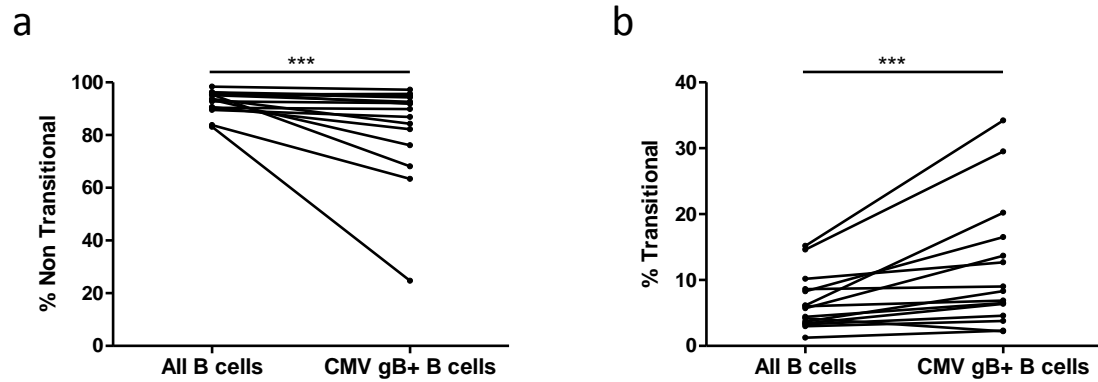 a
***
% Non Transitional
100
80
60
40
20
0
All B cells
CMV gB+ B cells
b
***
% Transitional
40
30
20
10
0
All B cells
CMV gB+ B cells